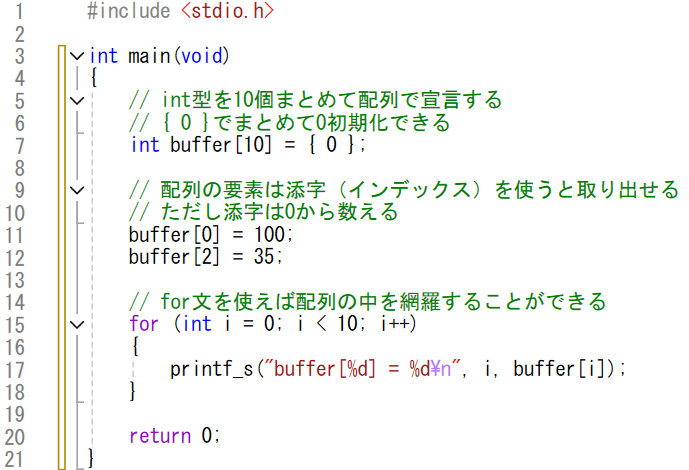 1 #include <stdio.h>
2
3 int main(void)
4 {
5     // int型を10個まとめて配列で宣言する
6     // { 0 }でまとめて0初期化できる
7     int buffer[10] = { 0 };
8
9     // 配列の要素は添字（インデックス）を使うと取り出せる
10     // ただし添字は0から数える
11     buffer[0] = 100;
12     buffer[2] = 35;
13
14     // for文を使えば配列の中を網羅することができる
15     for (int i = 0; i < 10; i++)
16     {
17         printf_s("buffer[%d] = %d¥n", i, buffer[i]);
18     }
19
20     return 0;
21 }